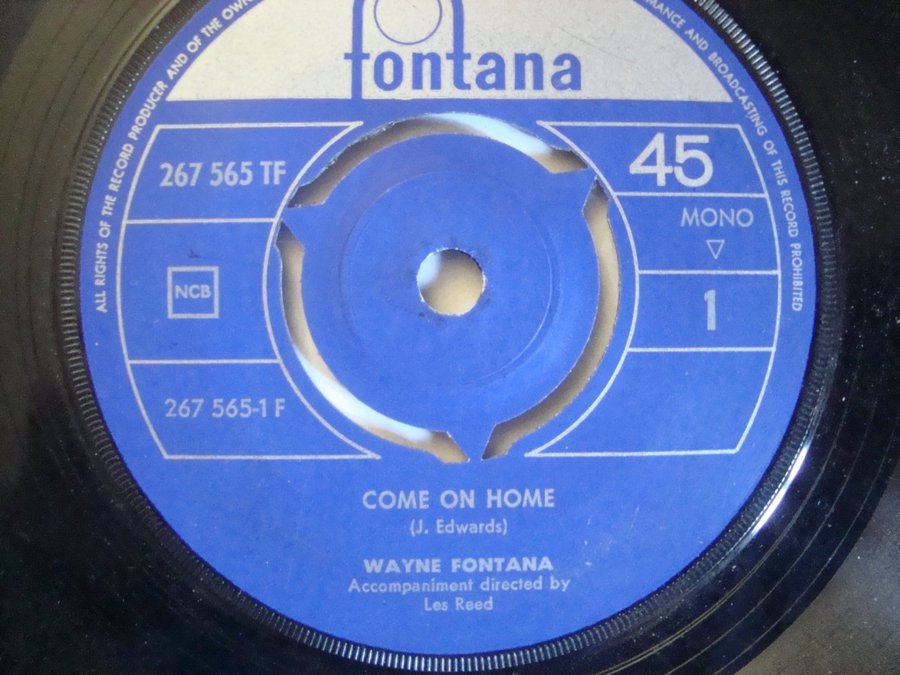 fontana
ALL RIGHTS OF THE RECORD PRODUCER AND OF THE
MANCE AND BROADCASTING OF THIS RECORD PROHIBITED
267 565 TF
45
MONO
NCB
1
267 565-1 F
COME ON HOME
(J. Edwards)
WAYNE FONTANA
Accompaniment directed by
Les Reed